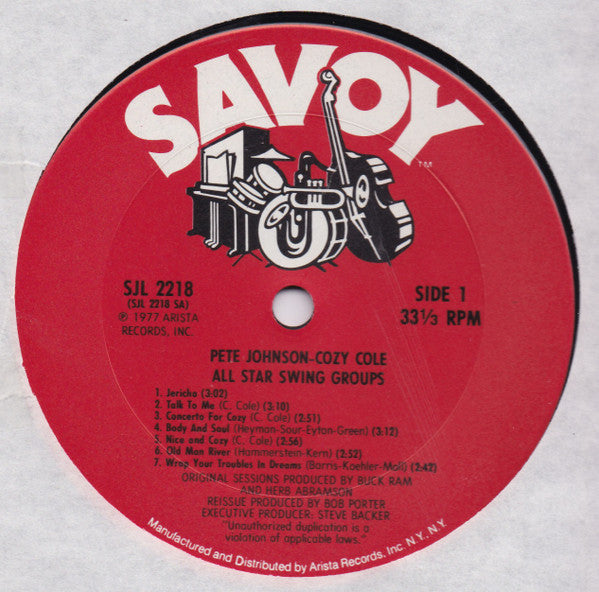 SAVOY
TM
SJL 2218
(SJL 2218 SA)
℗ 1977 ARISTA
RECORDS, INC.
SIDE 1
33⅓ RPM
PETE JOHNSON-COZY COLE
ALL STAR SWING GROUPS
1. Jericho (3:02)
2. Talk To Me (C. Cole) (3:10)
3. Concerto For Cozy (C. Cole) (2:51)
4. Body And Soul (Heyman-Sour-Eyton-Green) (3:12)
5. Nice and Cozy (C. Cole) (2:56)
6. Old Man River (Hammerstein-Kern) (2:52)
7. Wrap Your Troubles In Dreams (Barris-Koehler-Moll) (2:42)
ORIGINAL SESSIONS PRODUCED BY BUCK RAM
AND HERB ABRAMSON
REISSUE PRODUCED BY BOB PORTER
EXECUTIVE PRODUCER: STEVE BACKER
"Unauthorized duplication is a
violation of applicable laws."
Manufactured and Distributed by Arista Records, Inc. N.Y., N.Y.